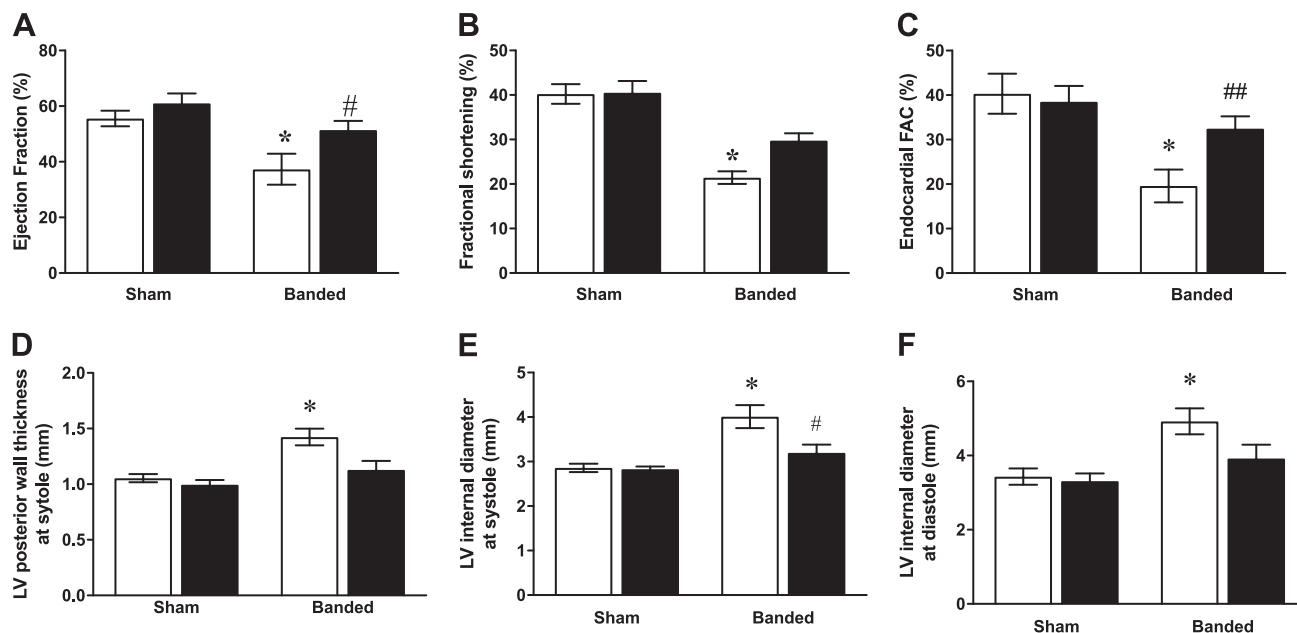 A
Ejection Fraction (%)
80
60
40
20
0
*
#
Sham
Banded
B
Fractional shortening (%)
50
40
30
20
10
0
*
Sham
Banded
C
Endocardial FAC (%)
50
40
30
20
10
0
*
##
Sham
Banded
D
LV posterior wall thickness
at sytole (mm)
2.0
1.5
1.0
0.5
0.0
*
Sham
Banded
E
LV internal diameter
at systole (mm)
5
4
3
2
1
0
*
#
Sham
Banded
F
LV internal diameter
at diastole (mm)
6
4
2
0
*
Sham
Banded